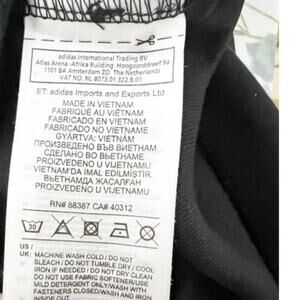 adidas International Trading BV
Atlas Arena -Afrika Building Hoogoorddreef 9a
1101 BA Amsterdam ZO The Netherlands
VAT NL 8073.01.322.B.01
ET: adidas Imports and Exports Ltd
MADE IN VIETNAM
FABRIQUÉ AU VIÊTNAM
FABRICADO EN VIETNAM
FABRICADO NO VIETNAME
GYÁRTVA: VIETNAM
ПРОИЗВЕДЕНО ВЪВ ВИЕТНАМ
СДЕЛАНО ВО ВЬЕТНАМЕ
PROIZVEDENO U VIJETNAMU
VIETNAM'DA İMAL EDİLMİŞTİR.
ВЬЕТНАМДА ЖАСАЛҒАН
PROIZVEDENO U VIJETNAMU
RN# 88387 CA# 40312
30
US /
UK: MACHINE WASH COLD / DO NOT
BLEACH / DO NOT TUMBLE DRY / COOL
IRON IF NEEDED / DO NOT DRY CLEAN
DO NOT USE FABRIC SOFTENER/USE
MILD DETERGENT ONLY/WASH WITH
FASTENERS CLOSED/WASH AND IRON
INSIDE OUT